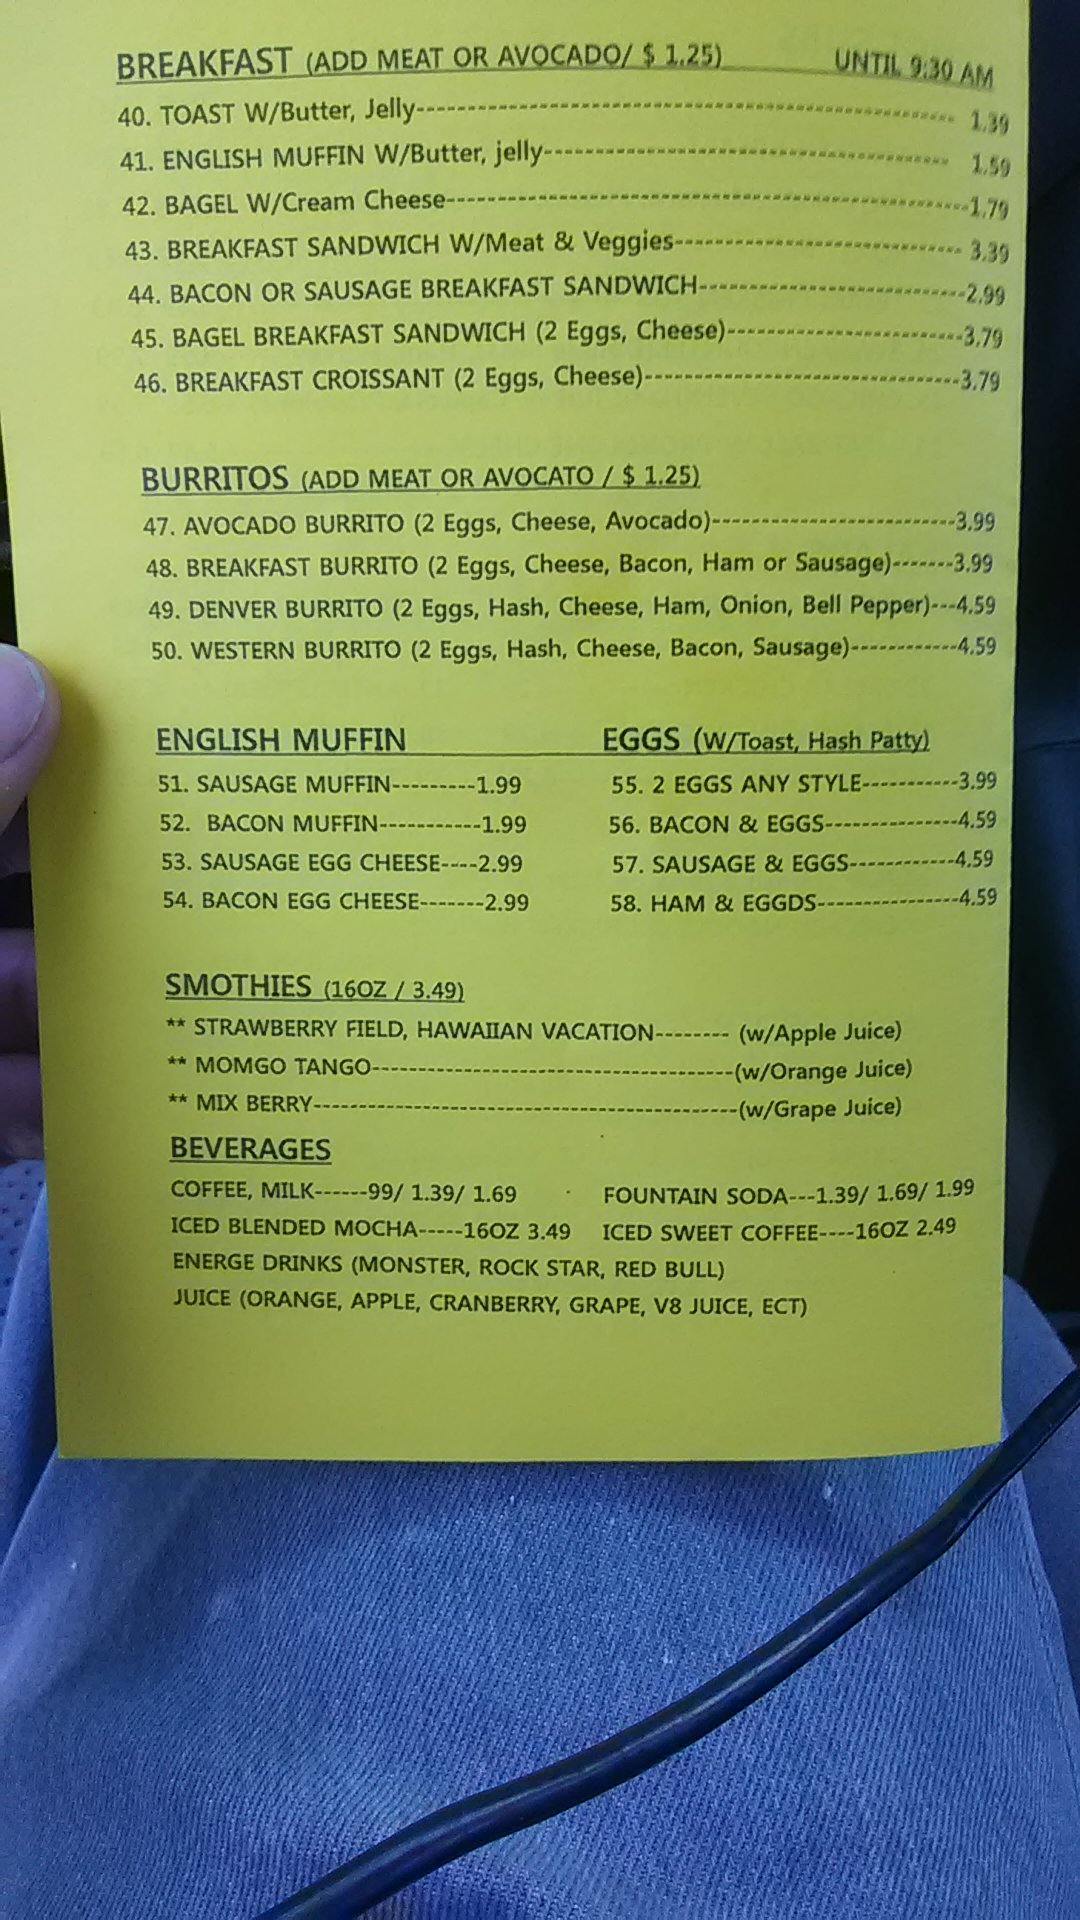 BREAKFAST (ADD MEAT OR AVOCADO/ $ 1.25) UNTIL 9:30 AM
40. TOAST W/Butter, Jelly--------------------------------------------------- 1.39
41. ENGLISH MUFFIN W/Butter, jelly--------------------------------------- 1.59
42. BAGEL W/Cream Cheese--------------------------------------------------1.79
43. BREAKFAST SANDWICH W/Meat & Veggies---------------------------- 3.39
44. BACON OR SAUSAGE BREAKFAST SANDWICH--------------------------2.99
45. BAGEL BREAKFAST SANDWICH (2 Eggs, Cheese)-----------------------3.79
46. BREAKFAST CROISSANT (2 Eggs, Cheese)-------------------------------3.79
BURRITOS (ADD MEAT OR AVOCATO / $ 1.25)
47. AVOCADO BURRITO (2 Eggs, Cheese, Avocado)-------------------------3.99
48. BREAKFAST BURRITO (2 Eggs, Cheese, Bacon, Ham or Sausage)-------3.99
49. DENVER BURRITO (2 Eggs, Hash, Cheese, Ham, Onion, Bell Pepper)---4.59
50. WESTERN BURRITO (2 Eggs, Hash, Cheese, Bacon, Sausage)------------4.59
ENGLISH MUFFIN
51. SAUSAGE MUFFIN---------1.99
52. BACON MUFFIN-----------1.99
53. SAUSAGE EGG CHEESE----2.99
54. BACON EGG CHEESE-------2.99
EGGS (W/Toast, Hash Patty)
55. 2 EGGS ANY STYLE-----------3.99
56. BACON & EGGS---------------4.59
57. SAUSAGE & EGGS------------4.59
58. HAM & EGGDS----------------4.59
SMOTHIES (16OZ / 3.49)
** STRAWBERRY FIELD, HAWAIIAN VACATION-------- (w/Apple Juice)
** MOMGO TANGO---------------------------------------(w/Orange Juice)
** MIX BERRY----------------------------------------------(w/Grape Juice)
BEVERAGES
COFFEE, MILK------99/ 1.39/ 1.69 FOUNTAIN SODA---1.39/ 1.69/ 1.99
ICED BLENDED MOCHA-----16OZ 3.49 ICED SWEET COFFEE----16OZ 2.49
ENERGE DRINKS (MONSTER, ROCK STAR, RED BULL)
JUICE (ORANGE, APPLE, CRANBERRY, GRAPE, V8 JUICE, ECT)